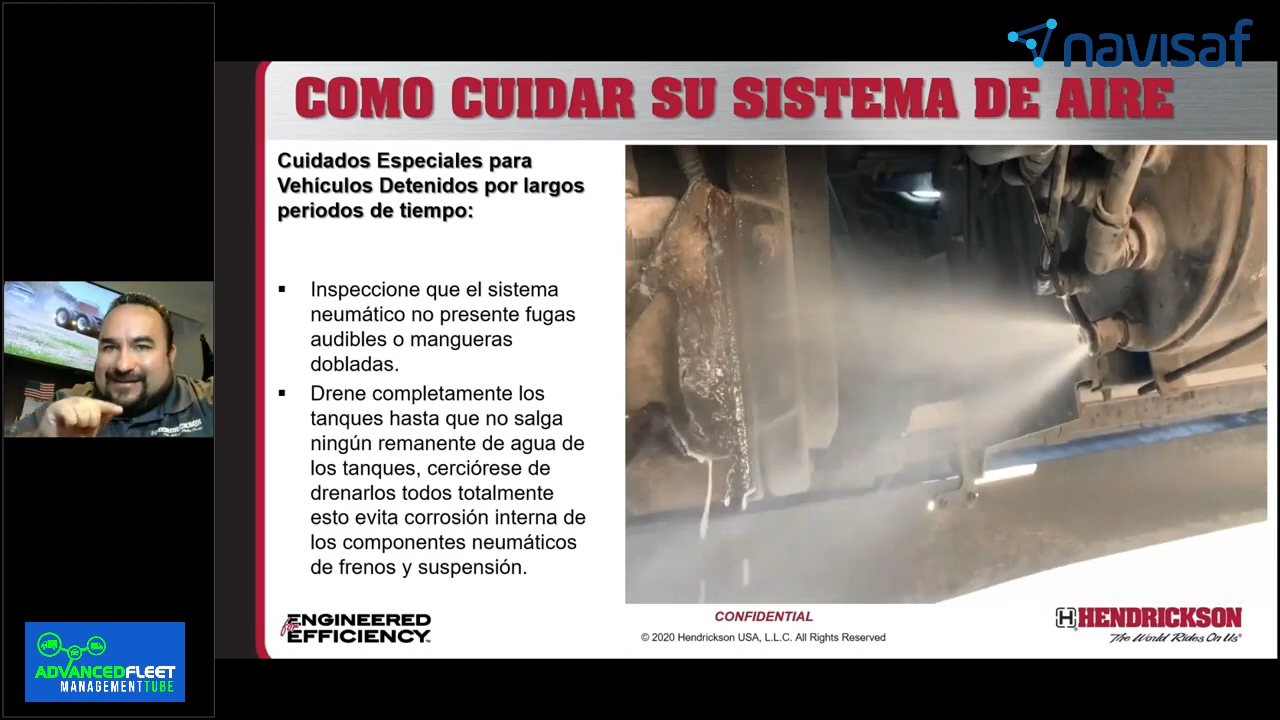 navisaf
COMO CUIDAR SU SISTEMA DE AIRE
Cuidados Especiales para
Vehículos Detenidos por largos
periodos de tiempo:
▪ Inspeccione que el sistema
neumático no presente fugas
audibles o mangueras
dobladas.
▪ Drene completamente los
tanques hasta que no salga
ningún remanente de agua de
los tanques, cerciórese de
drenarlos todos totalmente
esto evita corrosión interna de
los componentes neumáticos
de frenos y suspensión.
ENGINEERED
for EFFICIENCY™
CONFIDENTIAL
© 2020 Hendrickson USA, L.L.C. All Rights Reserved
H HENDRICKSON
The World Rides On Us®
ADVANCEDFLEET
MANAGEMENTTUBE